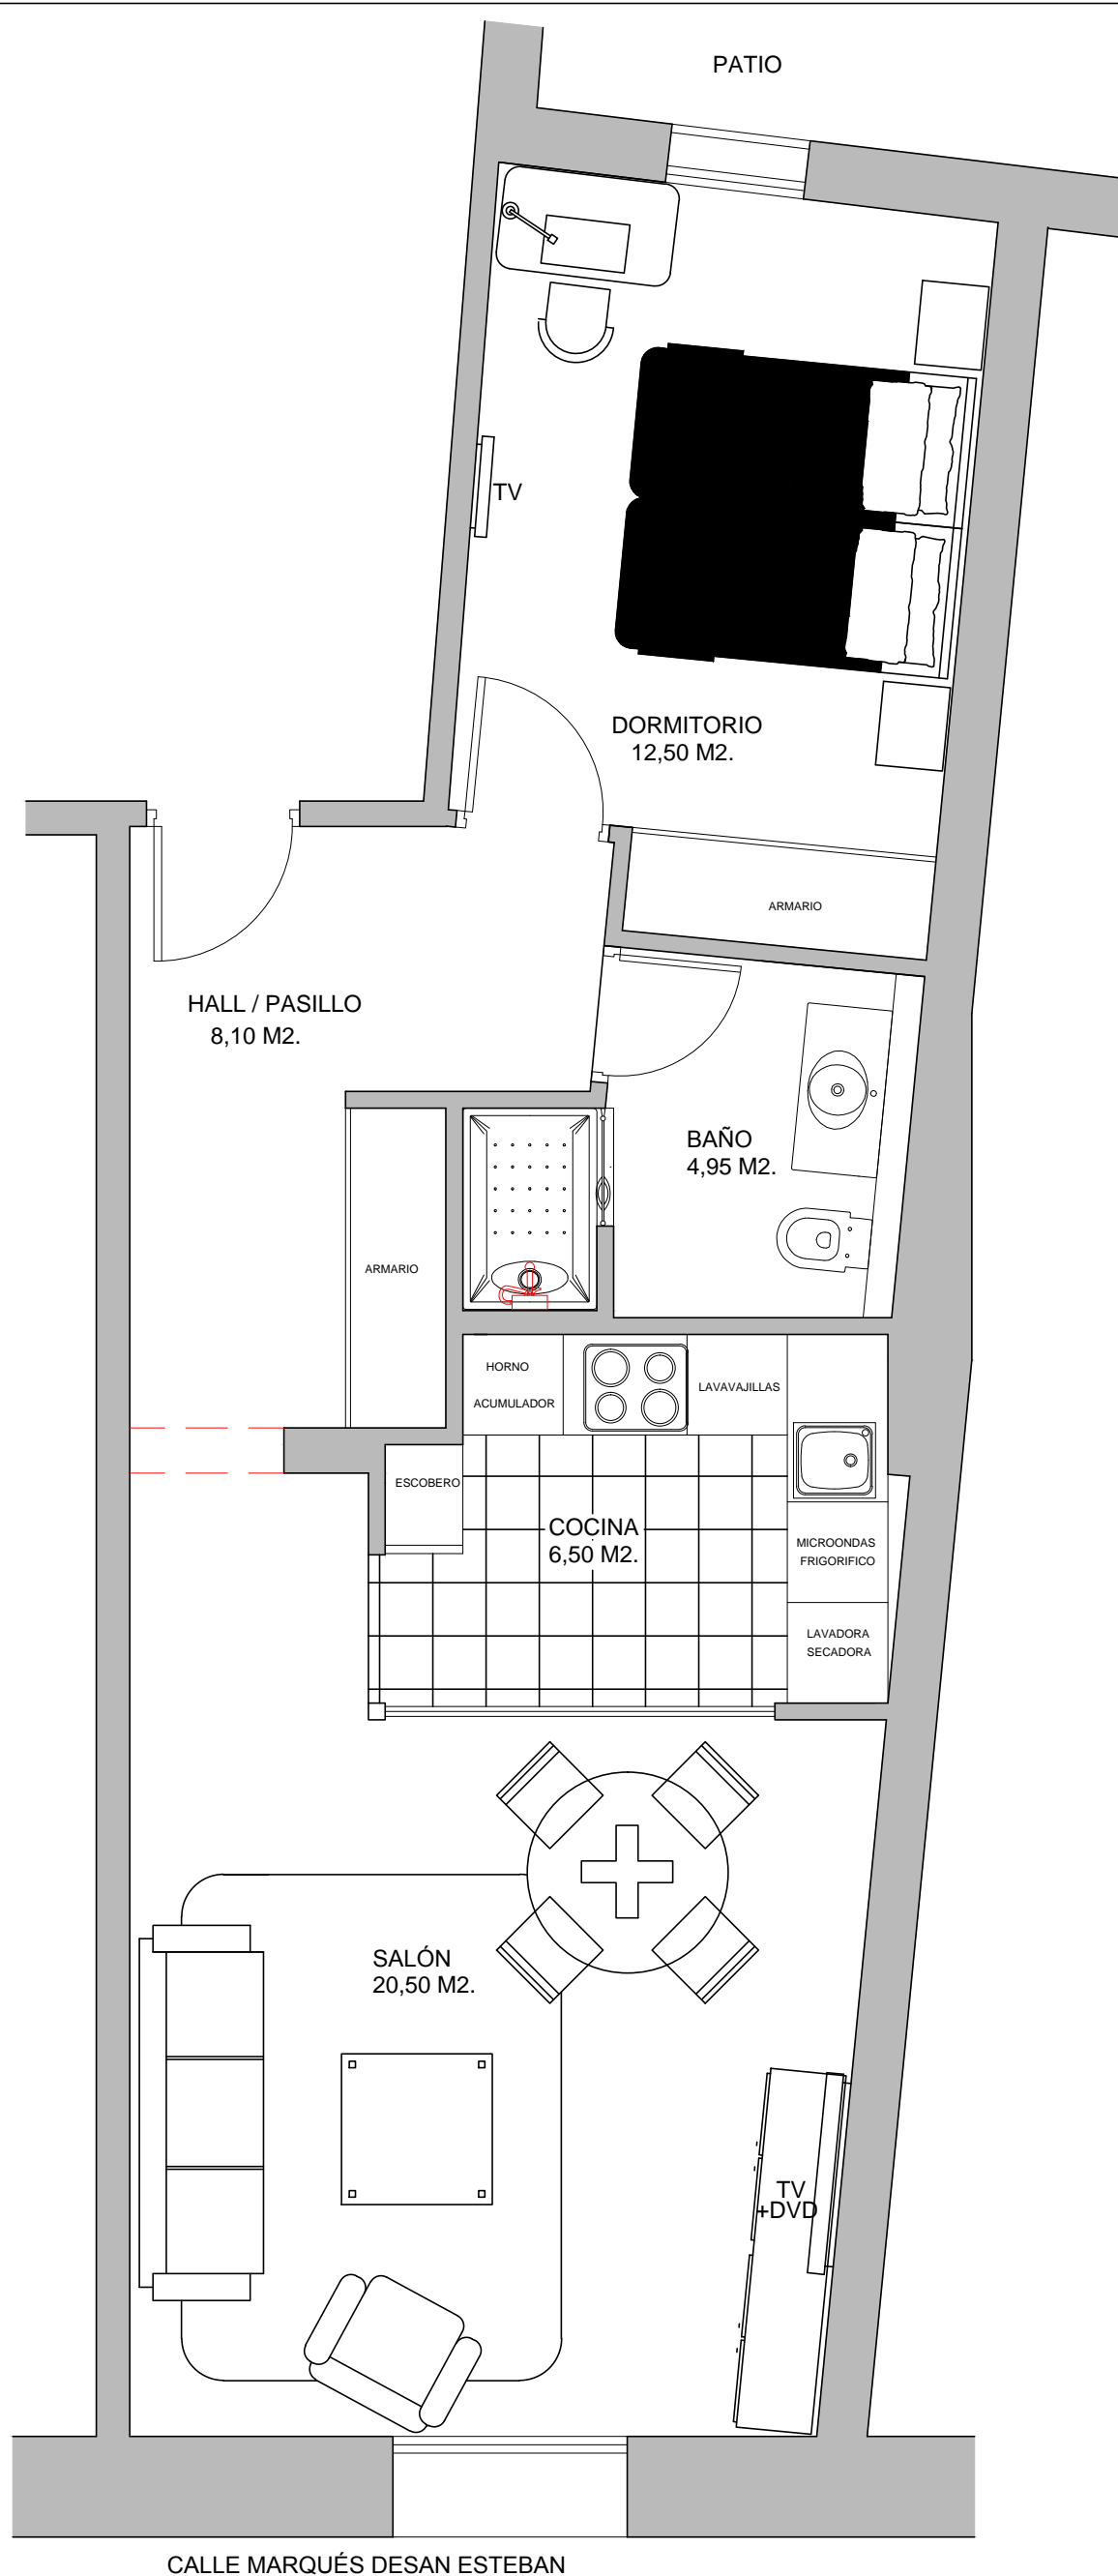 PATIO
TV
DORMITORIO
12,50 M2.
ARMARIO
HALL / PASILLO
8,10 M2.
BAÑO
4,95 M2.
ARMARIO
HORNO
ACUMULADOR
LAVAVAJILLAS
ESCOBERO
COCINA
6,50 M2.
MICROONDAS
FRIGORIFICO
LAVADORA
SECADORA
SALÓN
20,50 M2.
TV
+DVD
CALLE MARQUÉS DESAN ESTEBAN